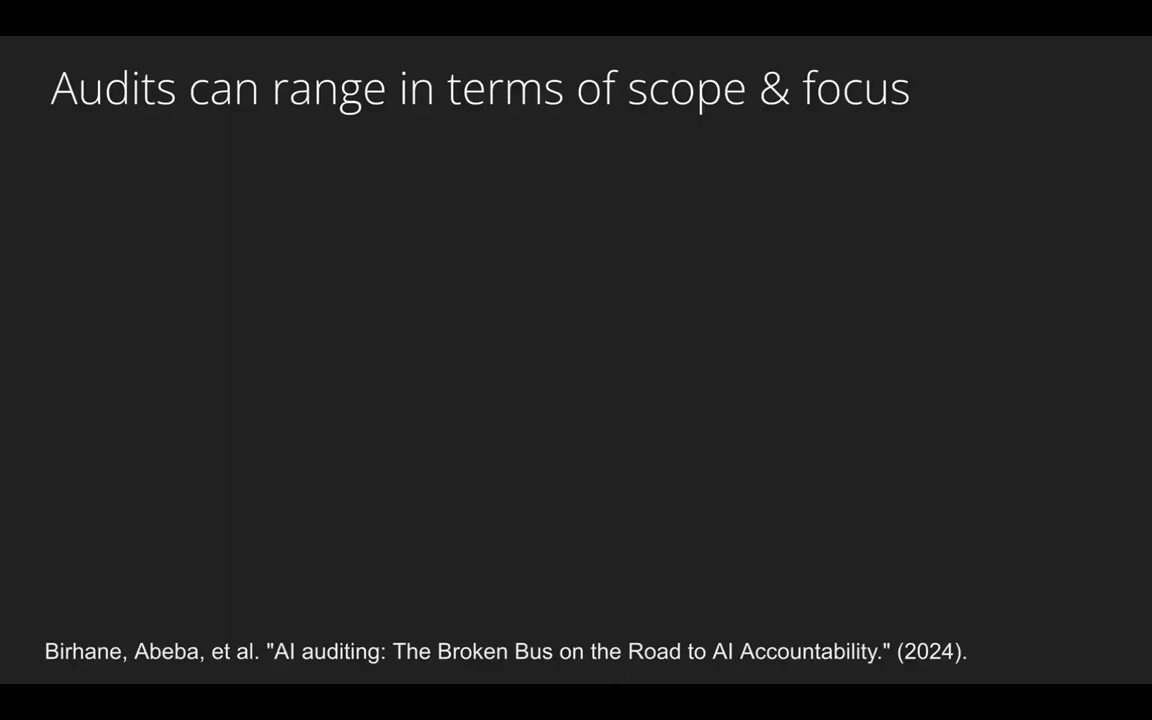 Audits can range in terms of scope & focus
Birhane, Abeba, et al. "AI auditing: The Broken Bus on the Road to AI Accountability." (2024).